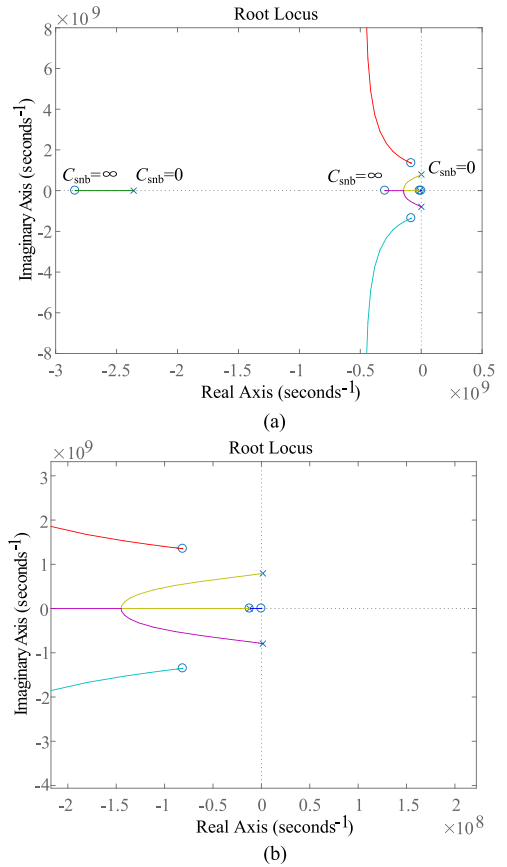 Root Locus
8 ×10⁹
6
4
2
0
-2
-4
-6
-8
Imaginary Axis (seconds⁻¹)
C_snb=∞ C_snb=0
C_snb=∞ C_snb=0
-3 -2.5 -2 -1.5 -1 -0.5 0 0.5
Real Axis (seconds⁻¹) ×10⁹
(a)
Root Locus
×10⁹
3
2
1
0
-1
-2
-3
-4
Imaginary Axis (seconds⁻¹)
-2 -1.5 -1 -0.5 0 0.5 1 1.5 2
Real Axis (seconds⁻¹) ×10⁸
(b)